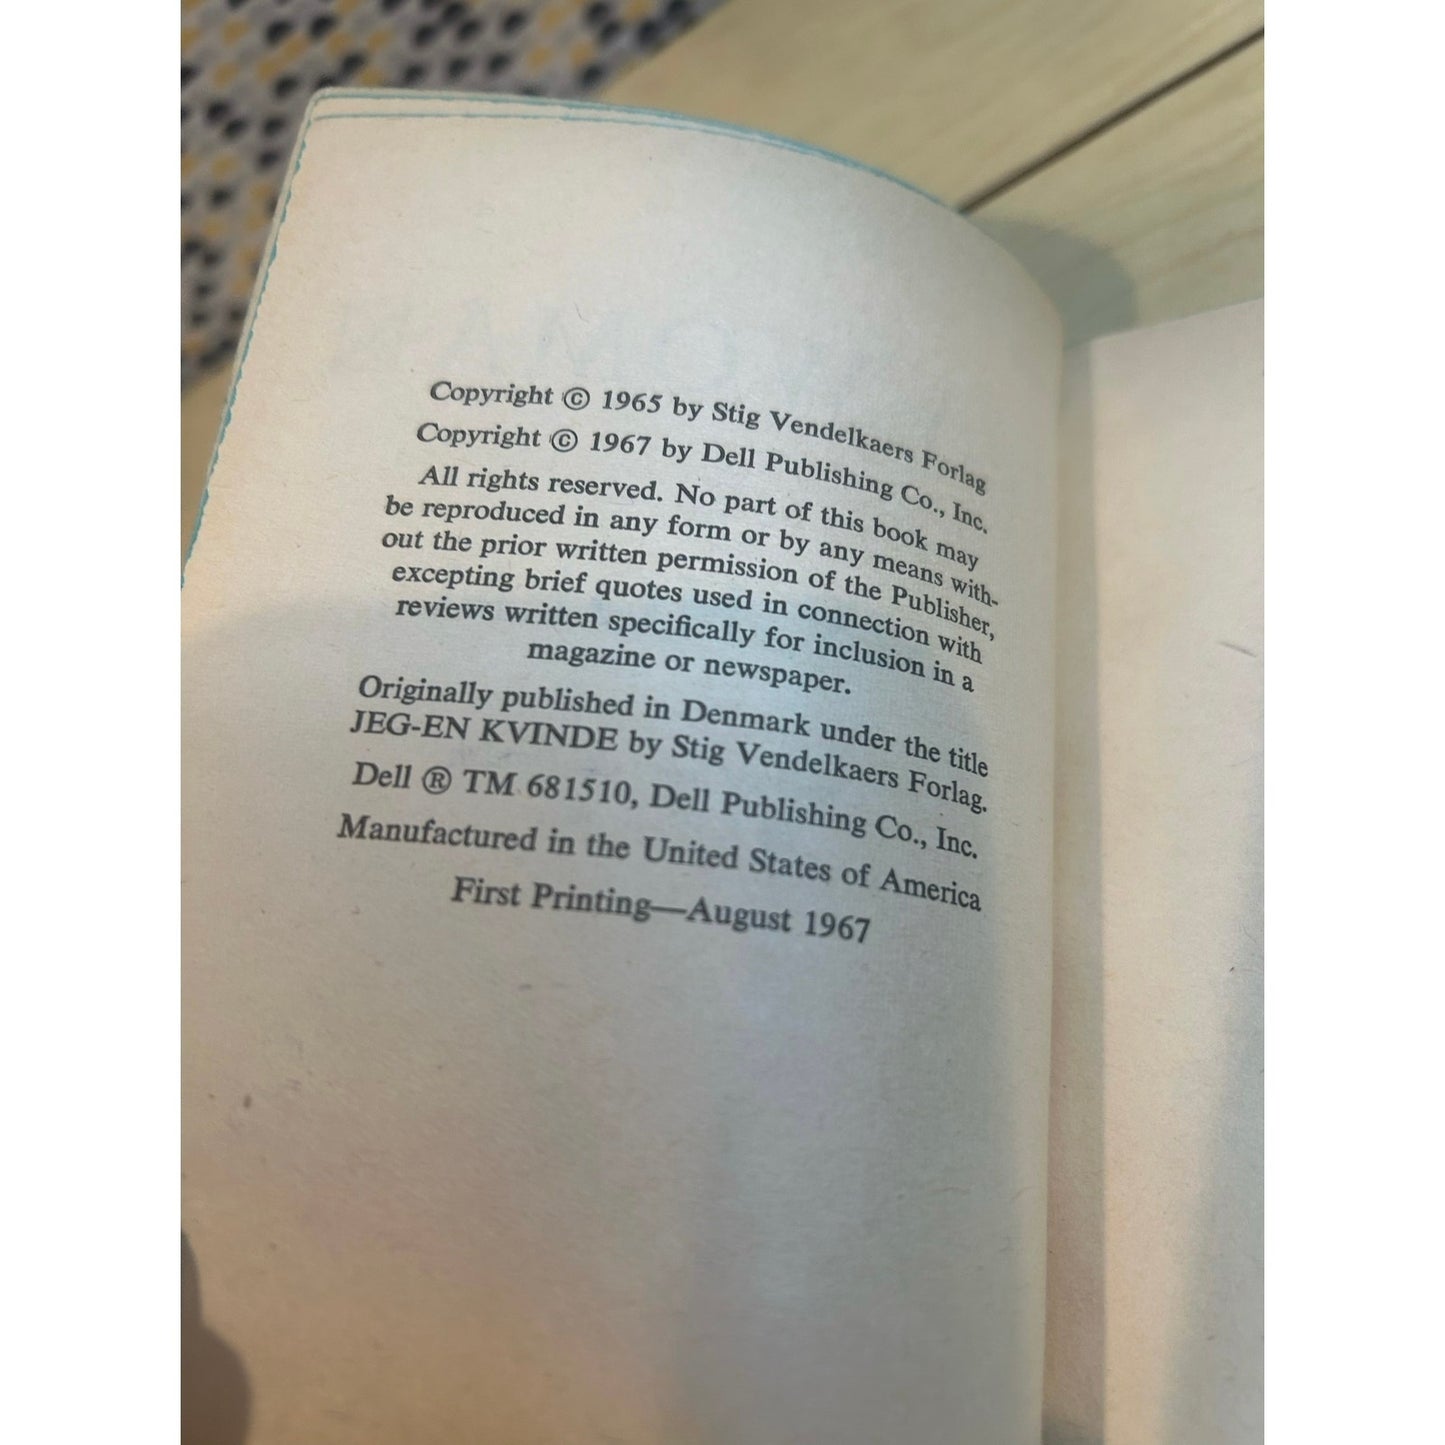 Copyright © 1965 by Stig Vendelkaers Forlag
Copyright © 1967 by Dell Publishing Co., Inc.
All rights reserved. No part of this book may
be reproduced in any form or by any means with-
out the prior written permission of the Publisher,
excepting brief quotes used in connection with
reviews written specifically for inclusion in a
magazine or newspaper.
Originally published in Denmark under the title
JEG-EN KVINDE by Stig Vendelkaers Forlag.
Dell ® TM 681510, Dell Publishing Co., Inc.
Manufactured in the United States of America
First Printing—August 1967